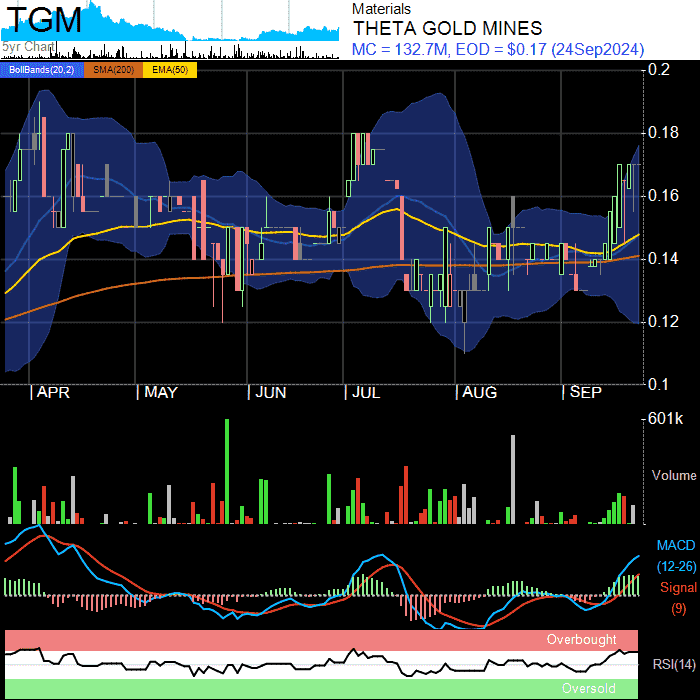 TGM
5yr Chart
Materials
THETA GOLD MINES
MC = 132.7M, EOD = $0.17 (24Sep2024)
BollBands(20,2) SMA(200) EMA(50)
0.2
0.18
0.16
0.14
0.12
0.1
APR MAY JUN JUL AUG SEP
601k
Volume
MACD
(12-26)
Signal
(9)
Overbought
RSI(14)
Oversold